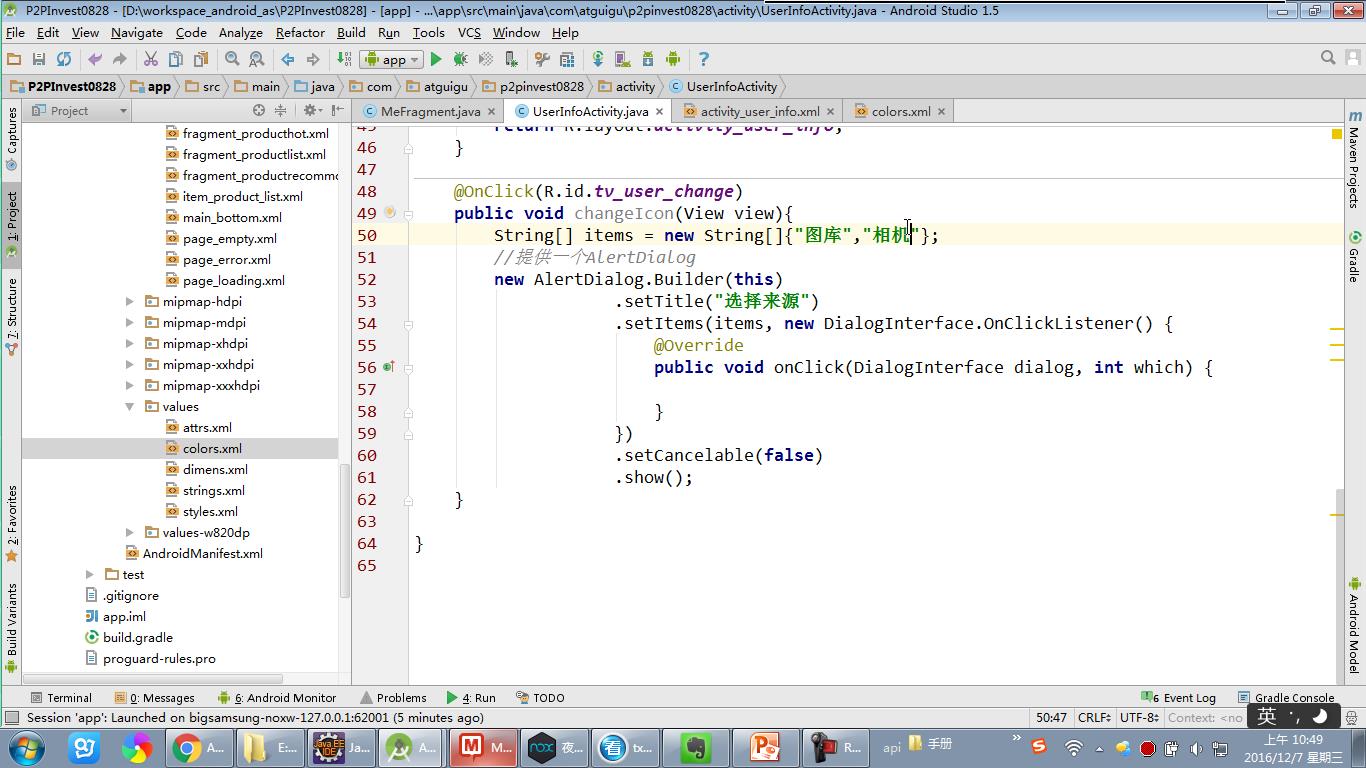 P2PInvest0828 - [D:\workspace_android_as\P2PInvest0828] - [app] - ...\app\src\main\java\com\atguigu\p2pinvest0828\activity\UserInfoActivity.java - Android Studio 1.5
File Edit View Navigate Code Analyze Refactor Build Run Tools VCS Window Help
app
P2PInvest0828 app src main java com atguigu p2pinvest0828 activity UserInfoActivity
Project MeFragment.java UserInfoActivity.java activity_user_info.xml colors.xml
Captures
1: Project
7: Structure
2: Favorites
Build Variants
fragment_producthot.xml
fragment_productlist.xml
fragment_productrecomm
item_product_list.xml
main_bottom.xml
page_empty.xml
page_error.xml
page_loading.xml
mipmap-hdpi
mipmap-mdpi
mipmap-xhdpi
mipmap-xxhdpi
mipmap-xxxhdpi
values
attrs.xml
colors.xml
dimens.xml
strings.xml
styles.xml
values-w820dp
AndroidManifest.xml
test
.gitignore
app.iml
build.gradle
proguard-rules.pro
45 return R.layout.activity_user_info;
46 }
47
48 @OnClick(R.id.tv_user_change)
49 public void changeIcon(View view){
50 String[] items = new String[]{"图库","相机"};
51 //提供一个AlertDialog
52 new AlertDialog.Builder(this)
53 .setTitle("选择来源")
54 .setItems(items, new DialogInterface.OnClickListener() {
55 @Override
56 public void onClick(DialogInterface dialog, int which) {
57
58 }
59 })
60 .setCancelable(false)
61 .show();
62 }
63
64 }
65
Maven Projects
Gradle
Android Model
Terminal 0: Messages 6: Android Monitor Problems 4: Run TODO 6 Event Log Gradle Console
Session 'app': Launched on bigsamsung-noxw-127.0.0.1:62001 (5 minutes ago) 50:47 CRLF UTF-8 Context: <no 英
A... E:... Ja... A... M... nox 夜... 看 tx... R... api 手册 上午 10:49
2016/12/7 星期三